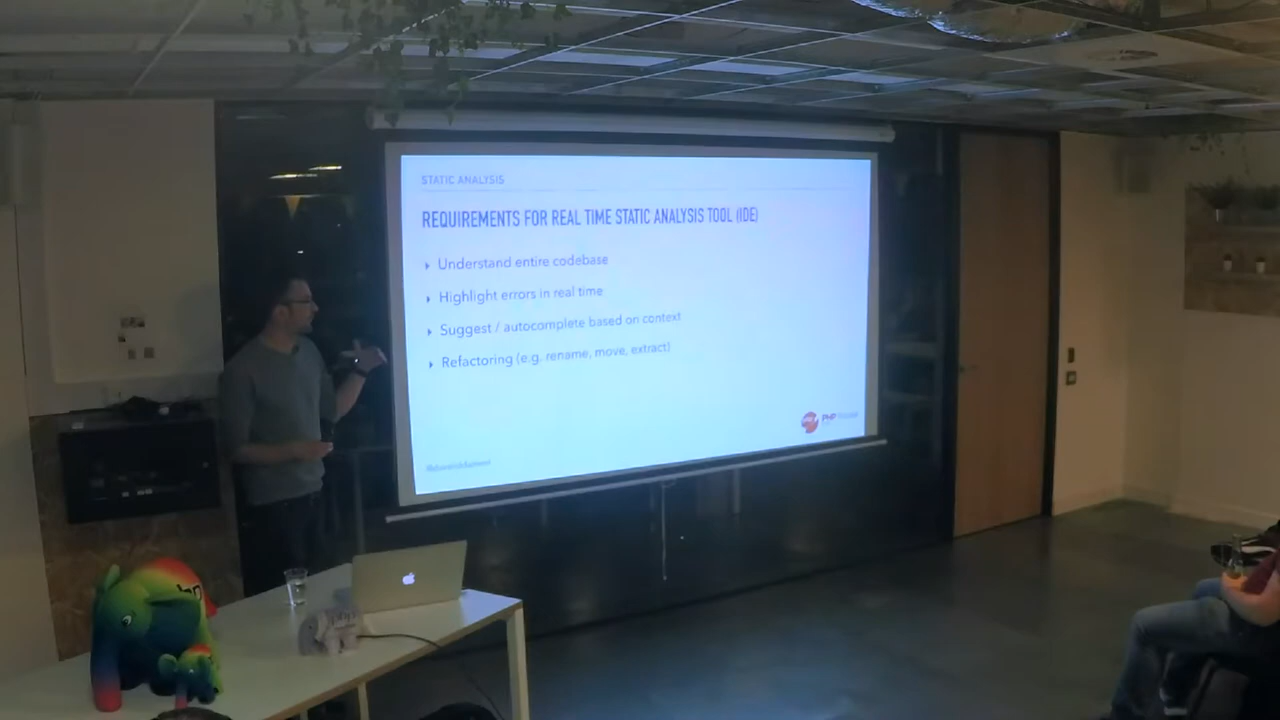 STATIC ANALYSIS
REQUIREMENTS FOR REAL TIME STATIC ANALYSIS TOOL (IDE)
Understand entire codebase
Highlight errors in real time
Suggest / autocomplete based on context
Refactoring (e.g. rename, move, extract)
PHP